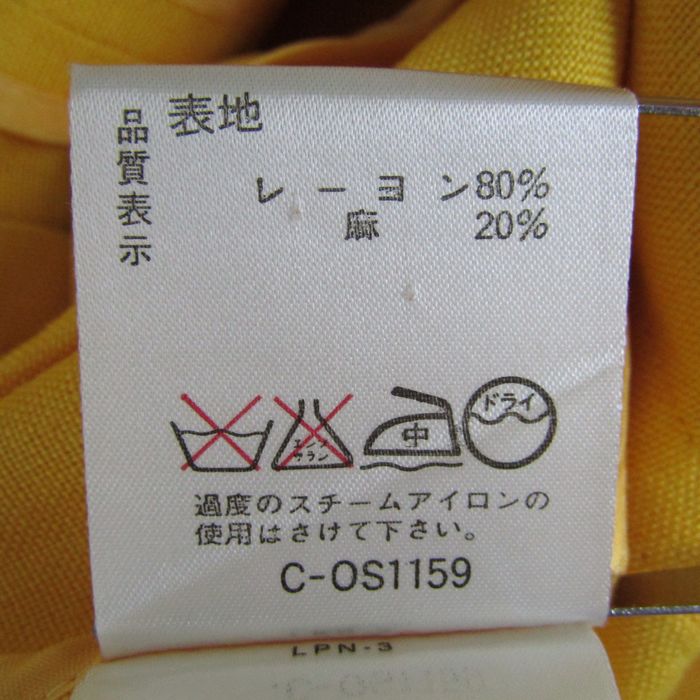 品質表示
表地
レーヨン80%
麻 20%
エンソ
サラシ
中
ドライ
過度のスチームアイロンの
使用はさけて下さい。
C-OS1159
LPN-3